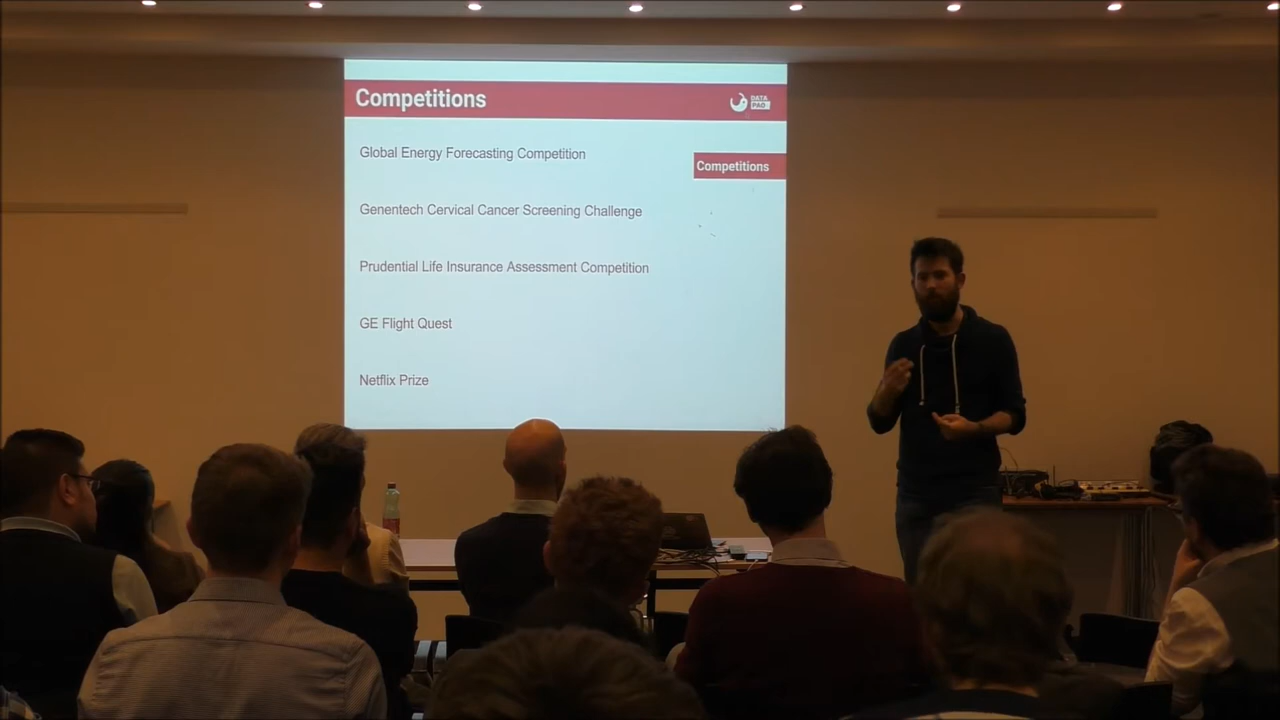 Competitions
DATA
PAO
Global Energy Forecasting Competition
Competitions
Genentech Cervical Cancer Screening Challenge
Prudential Life Insurance Assessment Competition
GE Flight Quest
Netflix Prize